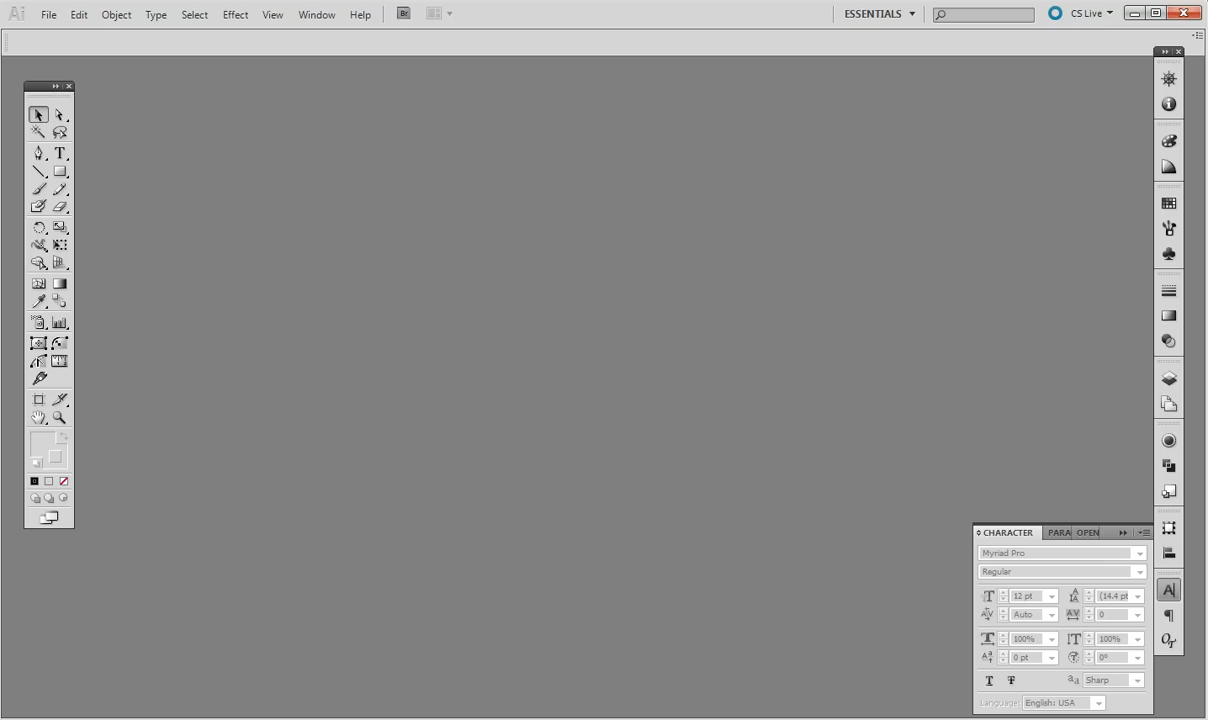 Ai File Edit Object Type Select Effect View Window Help Br ESSENTIALS CS Live
T
CHARACTER PARA OPEN
Myriad Pro
Regular
12 pt (14.4 pt
Auto 0
100% 100%
0 pt 0°
T T aa Sharp
Language: English: USA